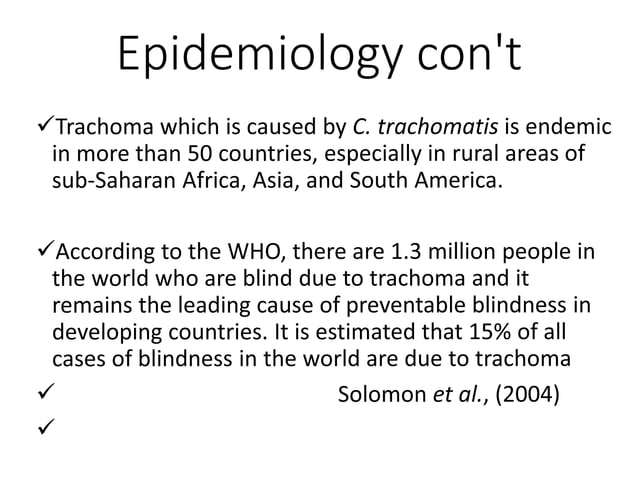 Epidemiology con't
✓Trachoma which is caused by C. trachomatis is endemic
in more than 50 countries, especially in rural areas of
sub-Saharan Africa, Asia, and South America.
✓According to the WHO, there are 1.3 million people in
the world who are blind due to trachoma and it
remains the leading cause of preventable blindness in
developing countries. It is estimated that 15% of all
cases of blindness in the world are due to trachoma
✓ Solomon et al., (2004)
✓